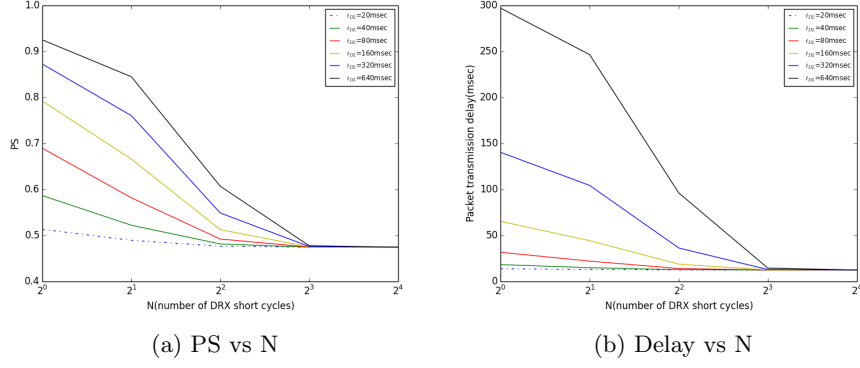 1.0
0.9
0.8
0.7
0.6
0.5
0.4
PS
2^0
2^1
2^2
2^3
2^4
N(number of DRX short cycles)
t_DL=20msec
t_DL=40msec
t_DL=80msec
t_DL=160msec
t_DL=320msec
t_DL=640msec
(a) PS vs N
300
250
200
150
100
50
0
Packet transmission delay(msec)
2^0
2^1
2^2
2^3
2^4
N(number of DRX short cycles)
t_DL=20msec
t_DL=40msec
t_DL=80msec
t_DL=160msec
t_DL=320msec
t_DL=640msec
(b) Delay vs N